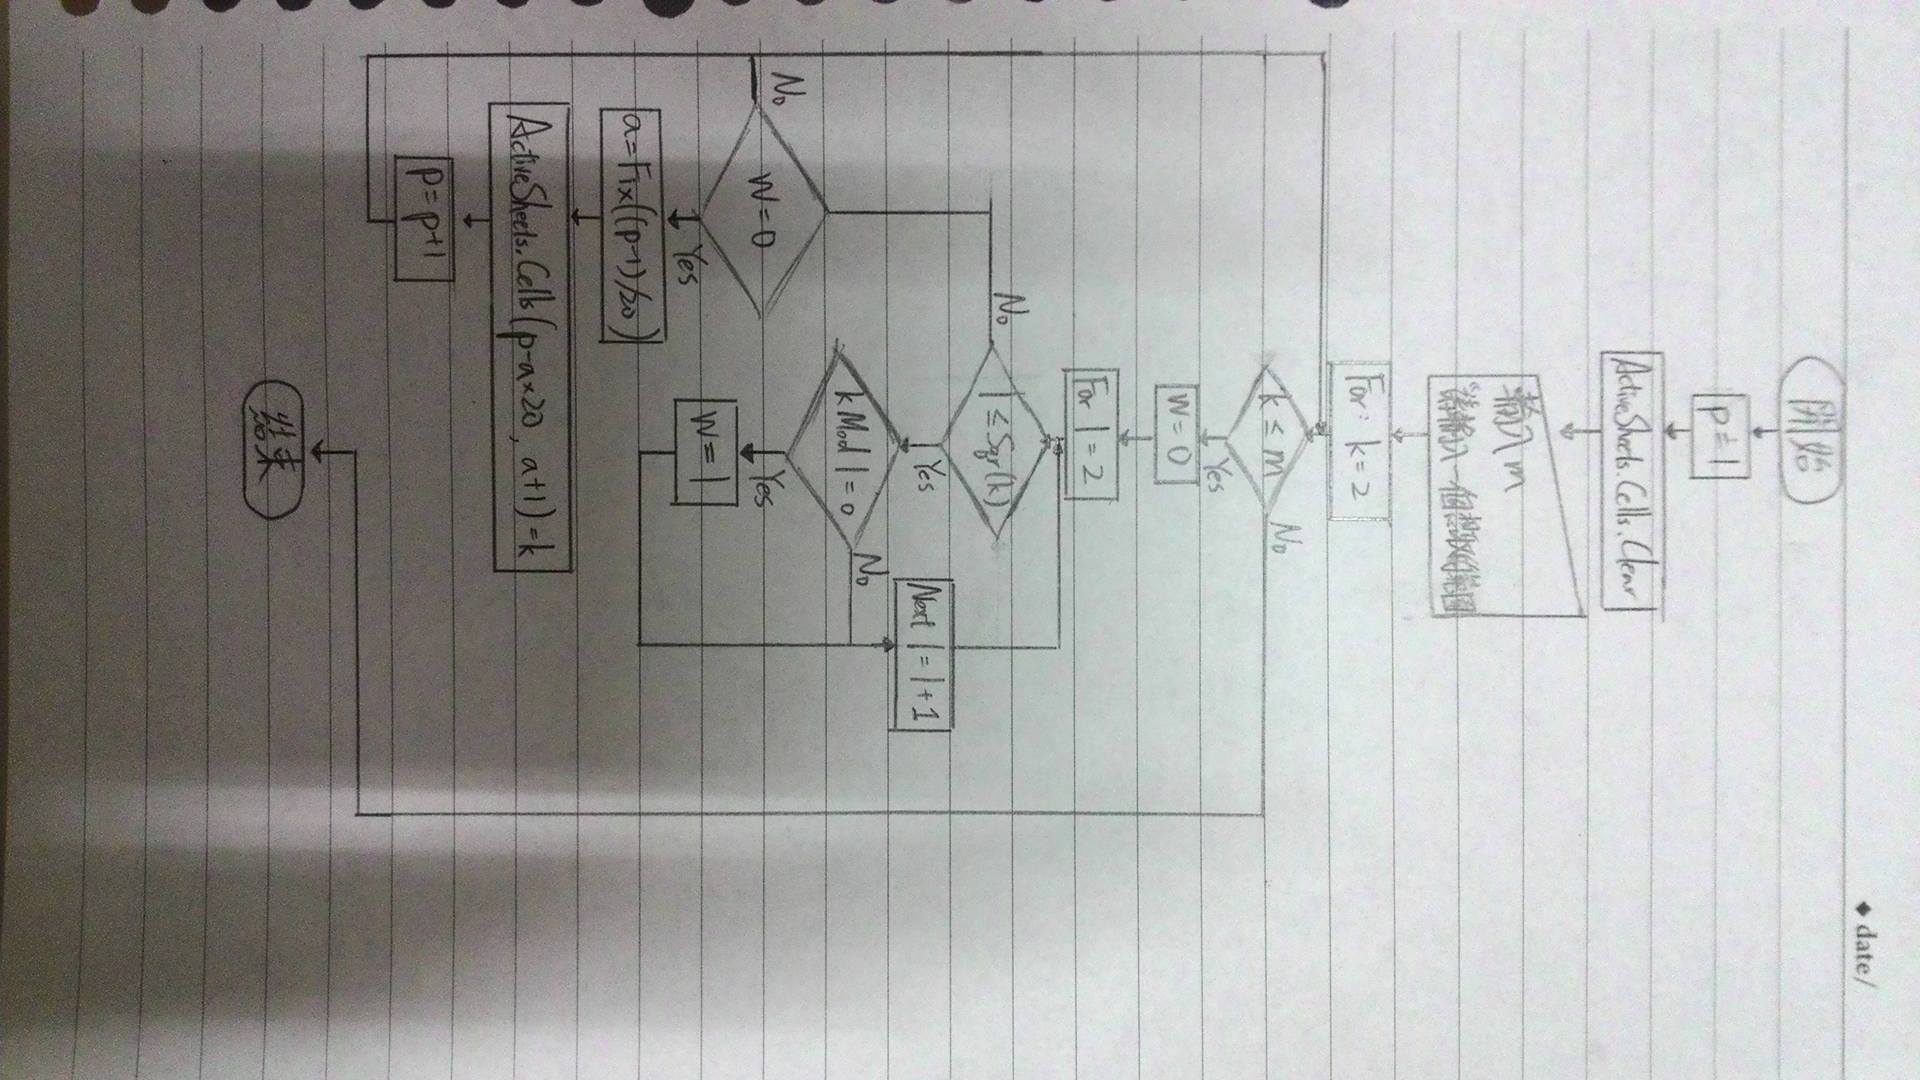 ◆ date/
開始
p=1
ActiveSheets.Cells.Clear
輸入m
"請輸入一個數的範圍
For: k=2
k≤m
No
Yes
W=0
For l=2
No
l≤Sqr(k)
Yes
Next l=l+1
k Mod l=0
No
Yes
W=1
No
W=0
Yes
a=Fix((p-1)/20)
ActiveSheets.Cells(p-a×20, a+1)=k
p=p+1
結束